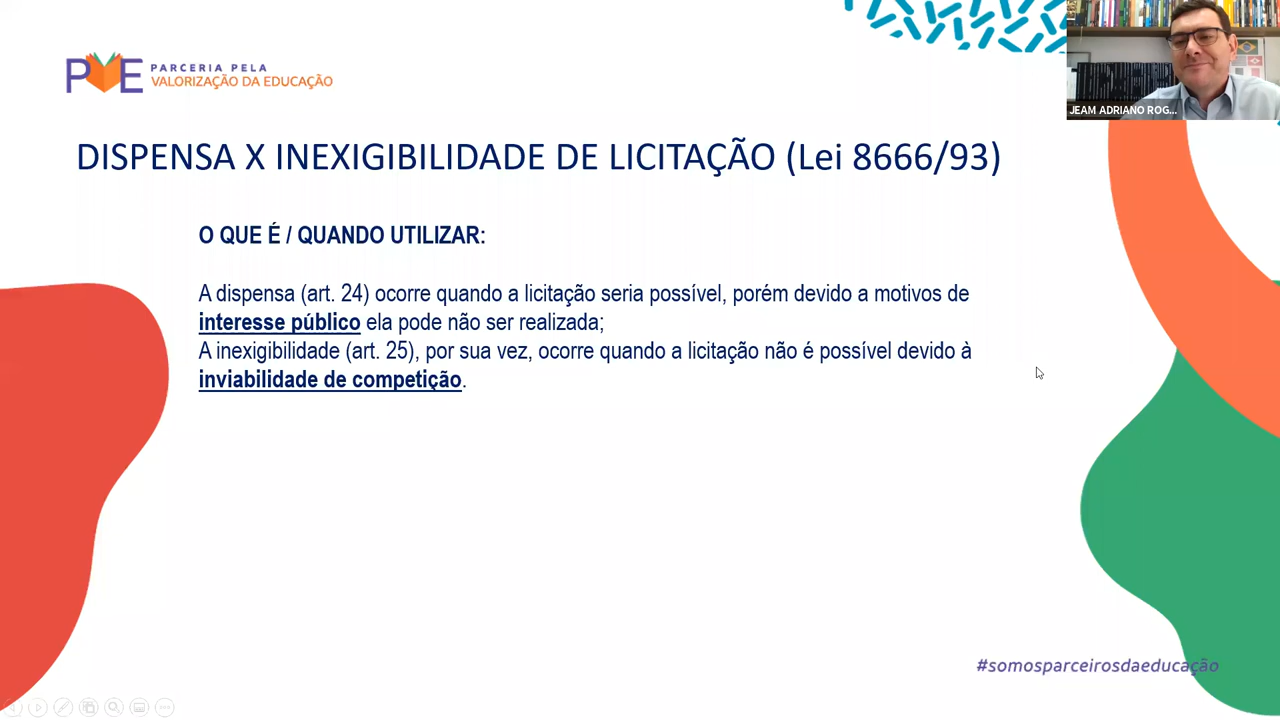 PVE PARCERIA PELA
VALORIZAÇÃO DA EDUCAÇÃO
JEAM ADRIANO ROG...
DISPENSA X INEXIGIBILIDADE DE LICITAÇÃO (Lei 8666/93)
O QUE É / QUANDO UTILIZAR:
A dispensa (art. 24) ocorre quando a licitação seria possível, porém devido a motivos de
interesse público ela pode não ser realizada;
A inexigibilidade (art. 25), por sua vez, ocorre quando a licitação não é possível devido à
inviabilidade de competição.
#somosparceirosdaeducação